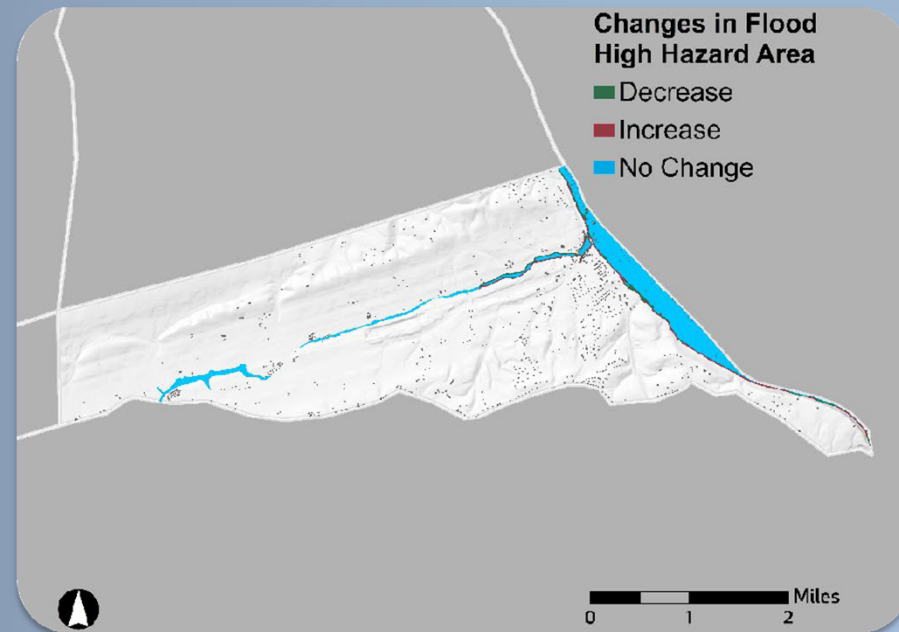 Changes in Flood
High Hazard Area
Decrease
Increase
No Change
Miles
0 1 2